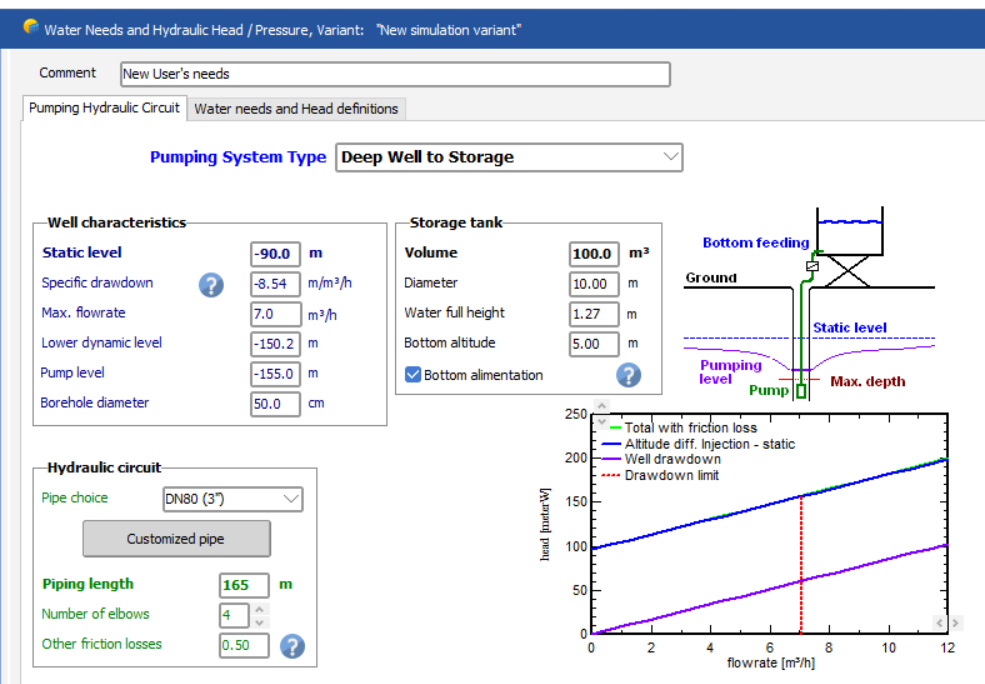 Water Needs and Hydraulic Head / Pressure, Variant: "New simulation variant"
Comment New User's needs
Pumping Hydraulic Circuit Water needs and Head definitions
Pumping System Type Deep Well to Storage
Well characteristics
Static level -90.0 m
Specific drawdown ? -8.54 m/m³/h
Max. flowrate 7.0 m³/h
Lower dynamic level -150.2 m
Pump level -155.0 m
Borehole diameter 50.0 cm
Storage tank
Volume 100.0 m³
Diameter 10.00 m
Water full height 1.27 m
Bottom altitude 5.00 m
Bottom alimentation ?
Bottom feeding
Ground
Static level
Pumping
level
Max. depth
Pump
Hydraulic circuit
Pipe choice DN80 (3")
Customized pipe
Piping length 165 m
Number of elbows 4
Other friction losses 0.50 ?
Total with friction loss
Altitude diff. Injection - static
Well drawdown
Drawdown limit
head [meterW]
250
200
150
100
50
0
0 2 4 6 8 10 12
flowrate [m³/h]